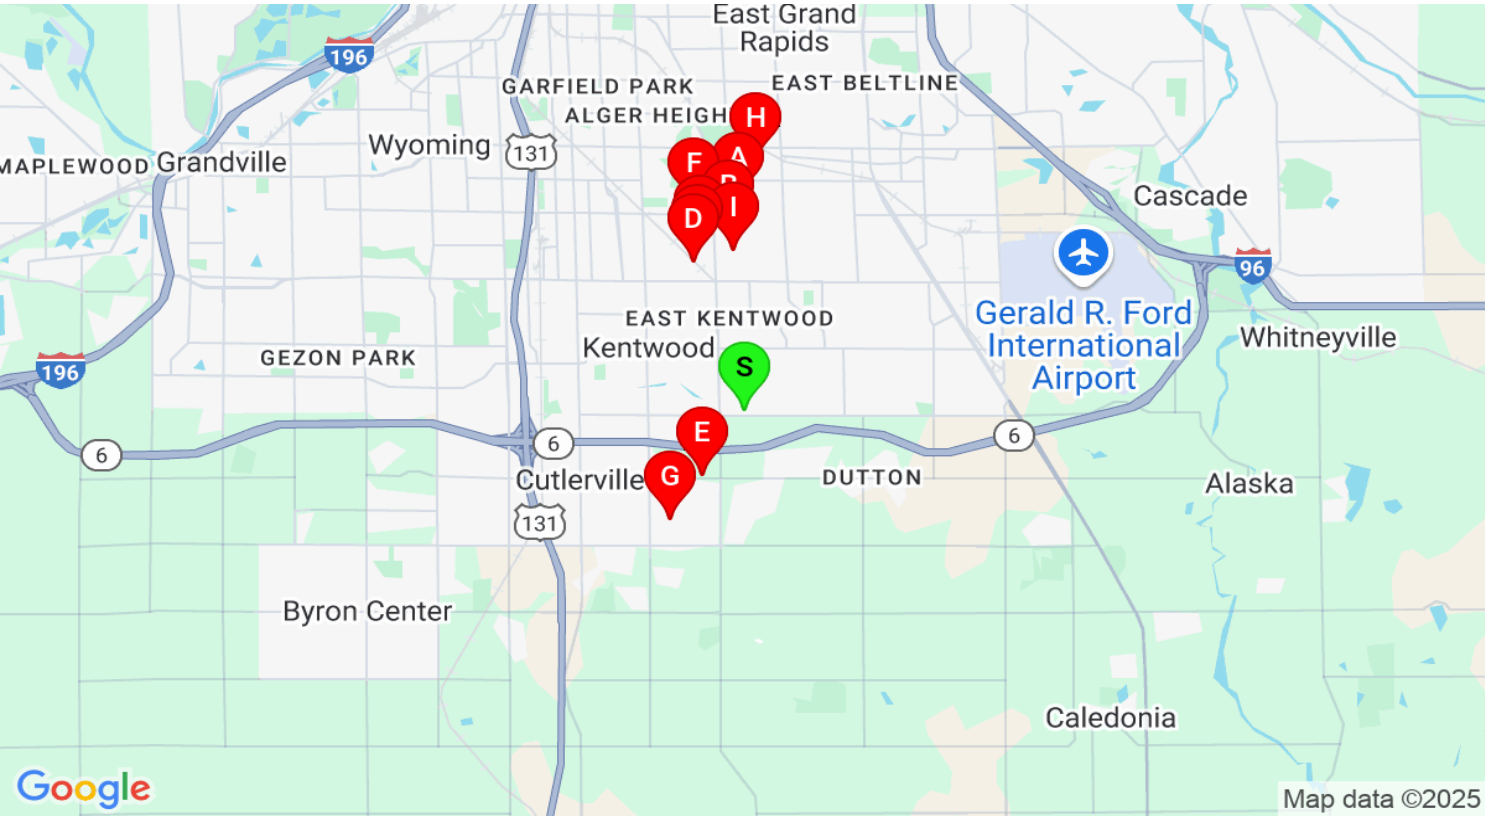 East Grand
Rapids
196
GARFIELD PARK
EAST BELTLINE
ALGER HEIGH
H
Wyoming
131
MAPLEWOOD
Grandville
F
A
Cascade
I
D
96
Gerald R. Ford
International
Airport
EAST KENTWOOD
Kentwood
Whitneyville
GEZON PARK
S
196
E
6
6
6
Cutlerville
G
DUTTON
Alaska
131
Byron Center
Caledonia
Google
Map data ©2025